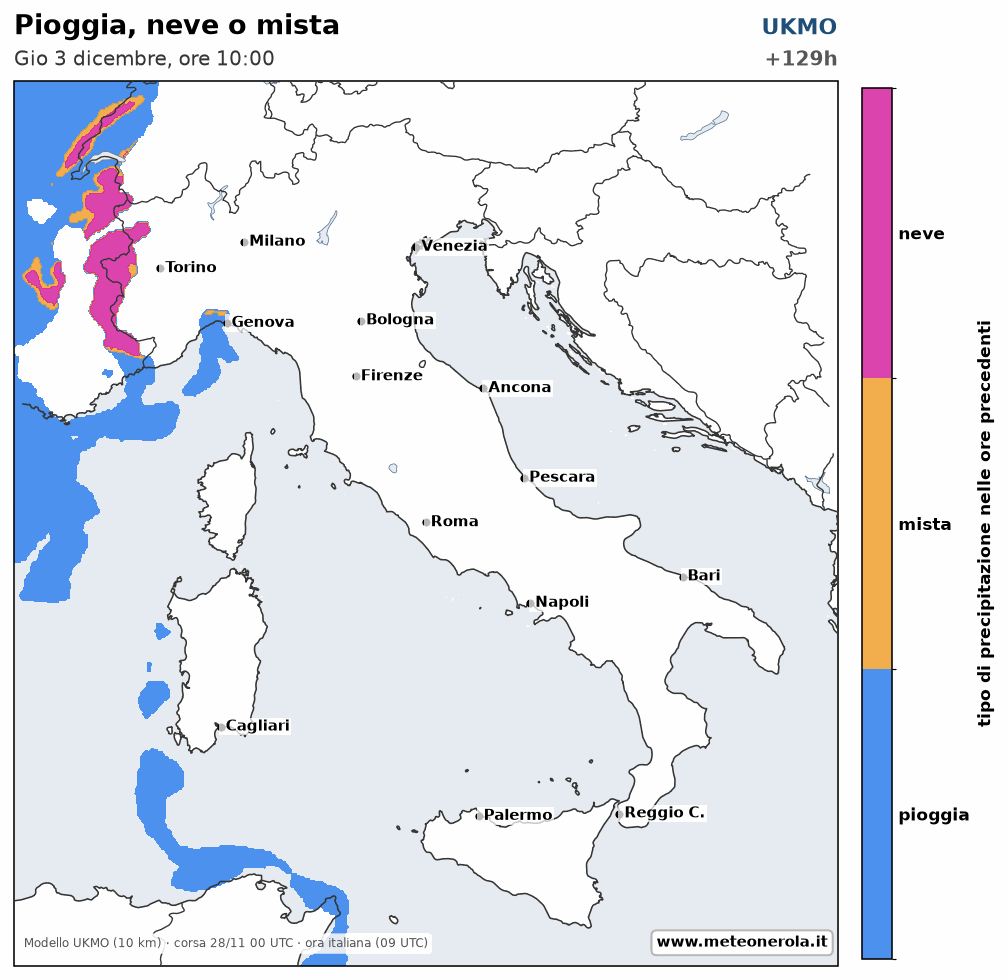 Pioggia, neve o mista
UKMO
Gio 3 dicembre, ore 10:00
+129h
neve
mista
pioggia
tipo di precipitazione nelle ore precedenti
Milano
Venezia
Torino
Genova
Bologna
Firenze
Ancona
Pescara
Roma
Bari
Napoli
Cagliari
Palermo
Reggio C.
Modello UKMO (10 km) · corsa 28/11 00 UTC · ora italiana (09 UTC)
www.meteonerola.it